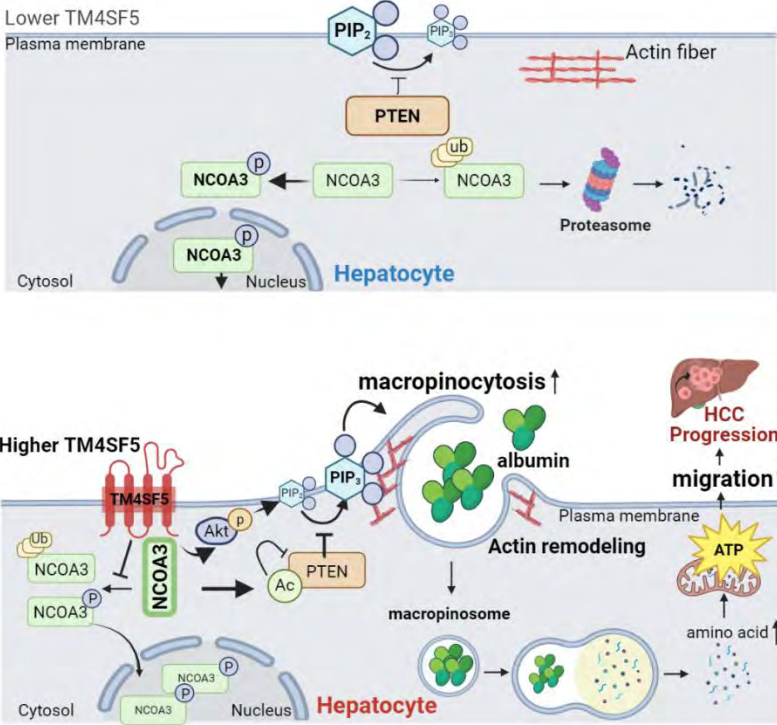 Lower TM4SF5
Plasma membrane
PIP2
PIP3
Actin fiber
PTEN
ub
p
NCOA3
NCOA3
NCOA3
Proteasome
p
NCOA3
Cytosol
Nucleus
Hepatocyte
macropinocytosis ↑
HCC
Progression
Higher TM4SF5
albumin
migration
TM4SF5
PIP2
PIP3
Plasma membrane
Akt
p
Actin remodeling
ATP
Ub
NCOA3
NCOA3
PTEN
Ac
P
NCOA3
macropinosome
amino acid ↑
P
NCOA3
P
NCOA3
Cytosol
Nucleus
Hepatocyte